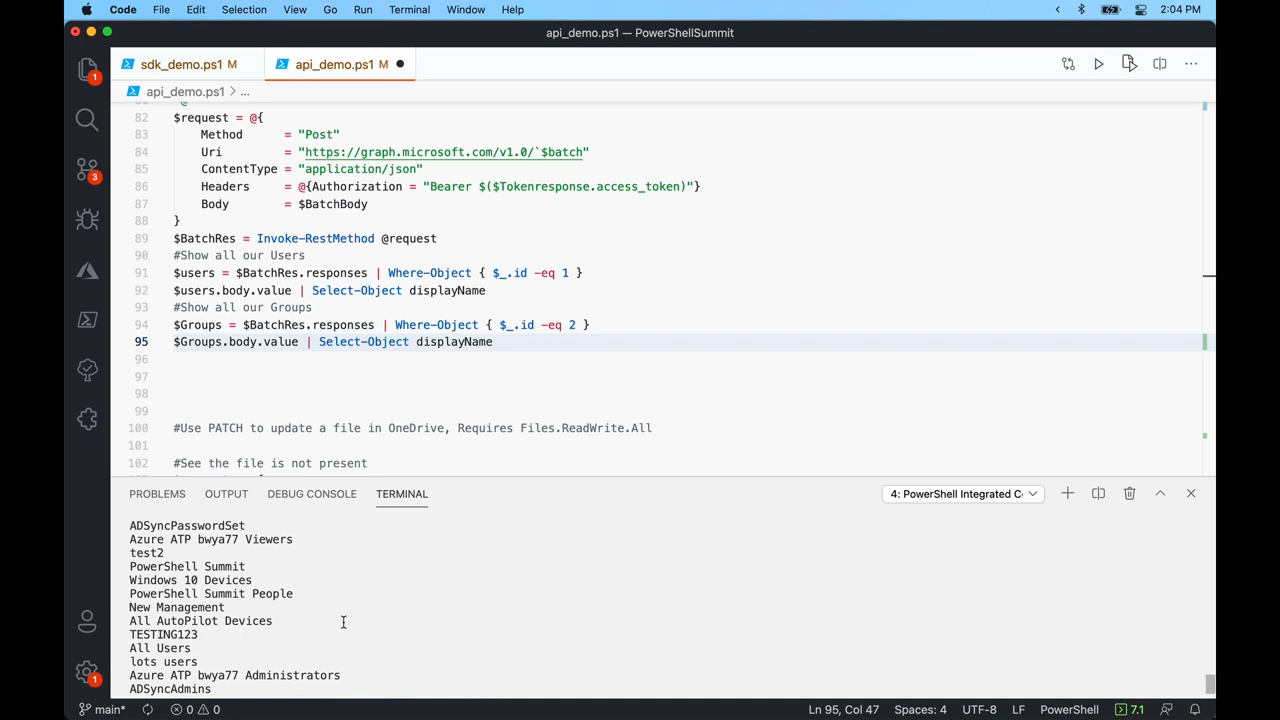 Code File Edit Selection View Go Run Terminal Window Help 2:04 PM
api_demo.ps1 — PowerShellSummit
sdk_demo.ps1 M api_demo.ps1 M
api_demo.ps1 > ...
82 $request = @{
83 Method = "Post"
84 Uri = "https://graph.microsoft.com/v1.0/`$batch"
85 ContentType = "application/json"
86 Headers = @{Authorization = "Bearer $($Tokenresponse.access_token)"}
87 Body = $BatchBody
88 }
89 $BatchRes = Invoke-RestMethod @request
90 #Show all our Users
91 $users = $BatchRes.responses | Where-Object { $_.id -eq 1 }
92 $users.body.value | Select-Object displayName
93 #Show all our Groups
94 $Groups = $BatchRes.responses | Where-Object { $_.id -eq 2 }
95 $Groups.body.value | Select-Object displayName
96
97
98
99
100 #Use PATCH to update a file in OneDrive, Requires Files.ReadWrite.All
101
102 #See the file is not present
1
3
1
PROBLEMS OUTPUT DEBUG CONSOLE TERMINAL 4: PowerShell Integrated C
ADSyncPasswordSet
Azure ATP bwya77 Viewers
test2
PowerShell Summit
Windows 10 Devices
PowerShell Summit People
New Management
All AutoPilot Devices
TESTING123
All Users
lots users
Azure ATP bwya77 Administrators
ADSyncAdmins
main* 0 0 Ln 95, Col 47 Spaces: 4 UTF-8 LF PowerShell 7.1